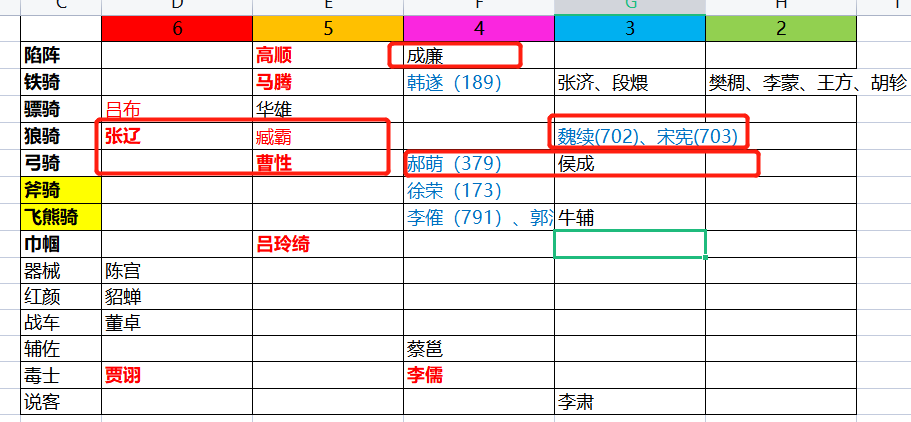 C D E F G H I
6 5 4 3 2
陷阵 高顺 成廉
铁骑 马腾 韩遂（189） 张济、段煨 樊稠、李蒙、王方、胡轸
骠骑 吕布 华雄
狼骑 张辽 臧霸 魏续(702)、宋宪(703)
弓骑 曹性 郝萌（379） 侯成
斧骑 徐荣（173）
飞熊骑 李傕（791）、郭 牛辅
巾帼 吕玲绮
器械 陈宫
红颜 貂蝉
战车 董卓
辅佐 蔡邕
毒士 贾诩 李儒
说客 李肃